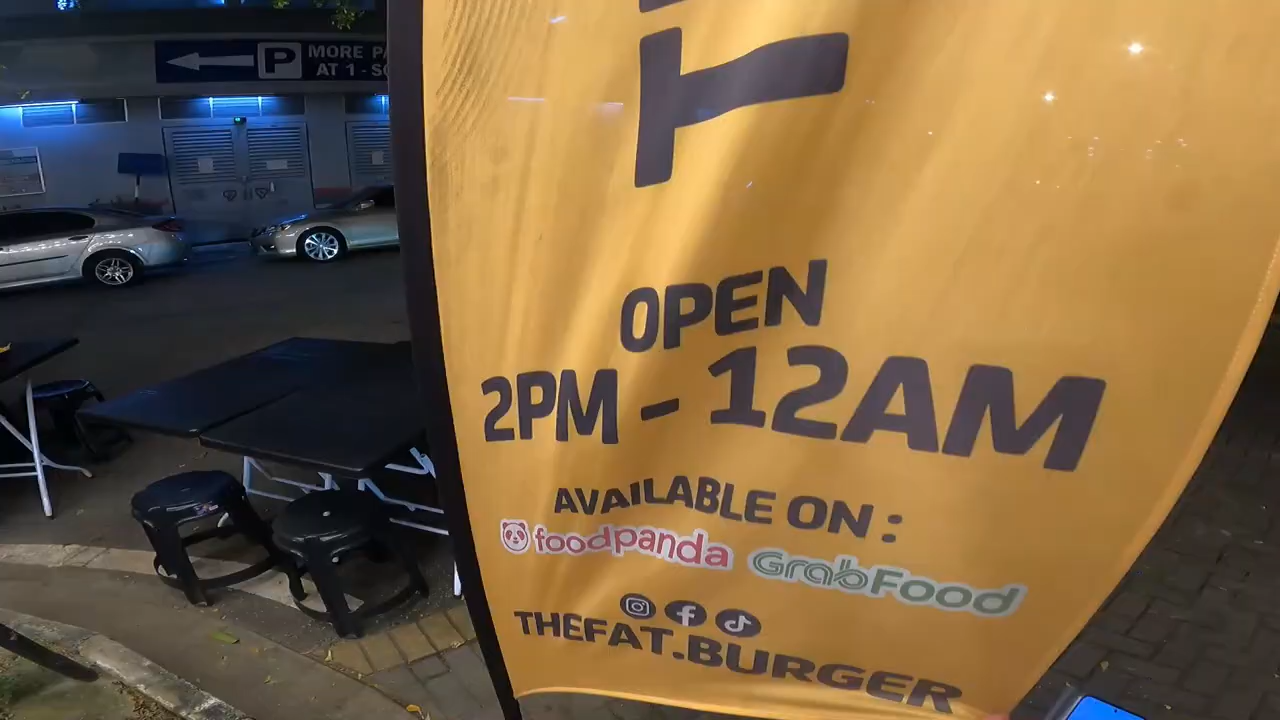 P MORE
AT 1 -
T
OPEN
2PM - 12AM
AVAILABLE ON :
foodpanda GrabFood
THEFAT.BURGER